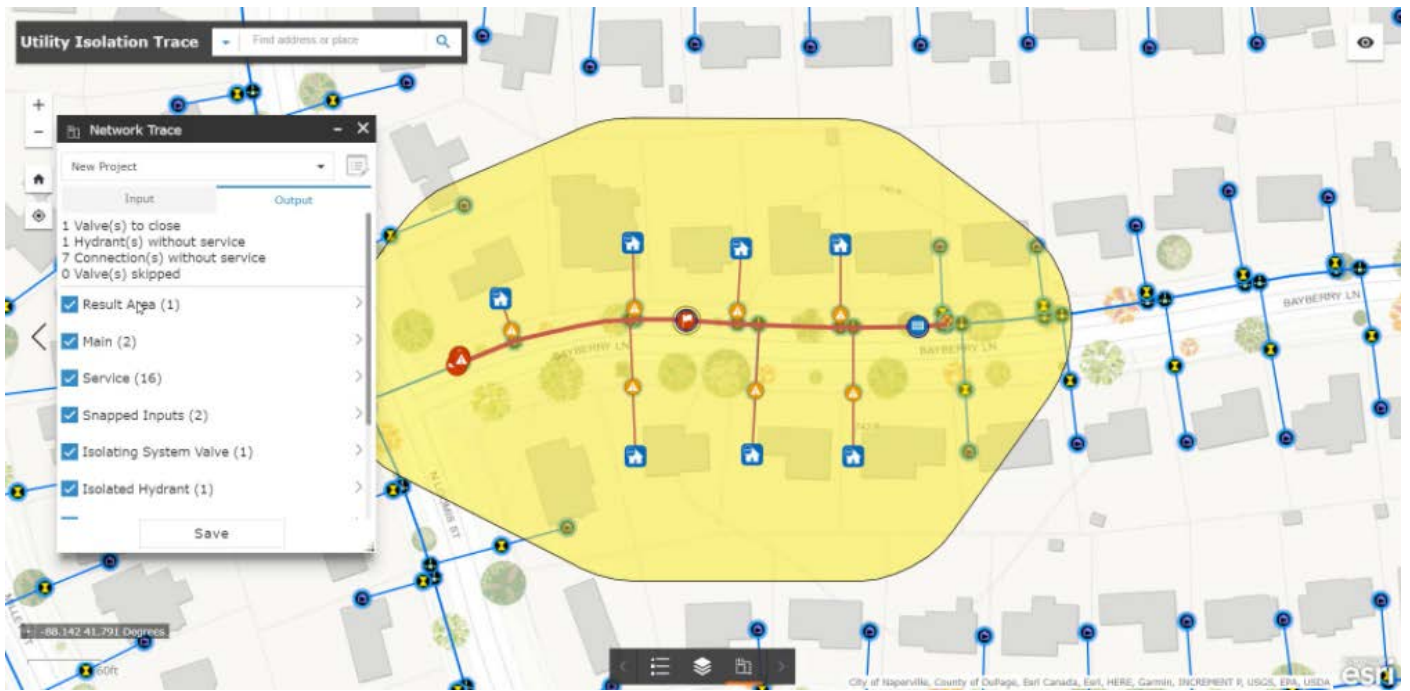 Utility Isolation Trace
Find address or place
Network Trace
New Project
Input
Output
1 Valve(s) to close
1 Hydrant(s) without service
7 Connection(s) without service
0 Valve(s) skipped
Result Area (1)
Main (2)
Service (16)
Snapped Inputs (2)
Isolating System Valve (1)
Isolated Hydrant (1)
Save
BAYBERRY LN
BAYBERRY LN
BAYBERRY LN
N LOOMIS ST
-88.142 41.791 Degrees
60ft
City of Naperville, County of DuPage, Esri Canada, Esri, HERE, Garmin, INCREMENT P, USGS, EPA, USDA
esri